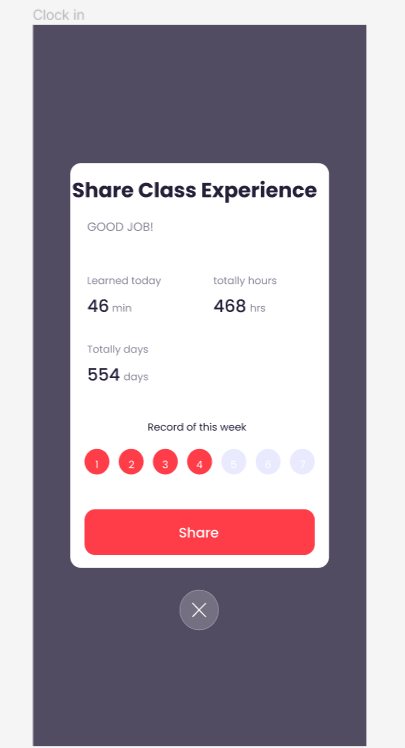 Clock in
Share Class Experience
GOOD JOB!
Learned today
totally hours
46 min
468 hrs
Totally days
554 days
Record of this week
1 2 3 4 5 6 7
Share